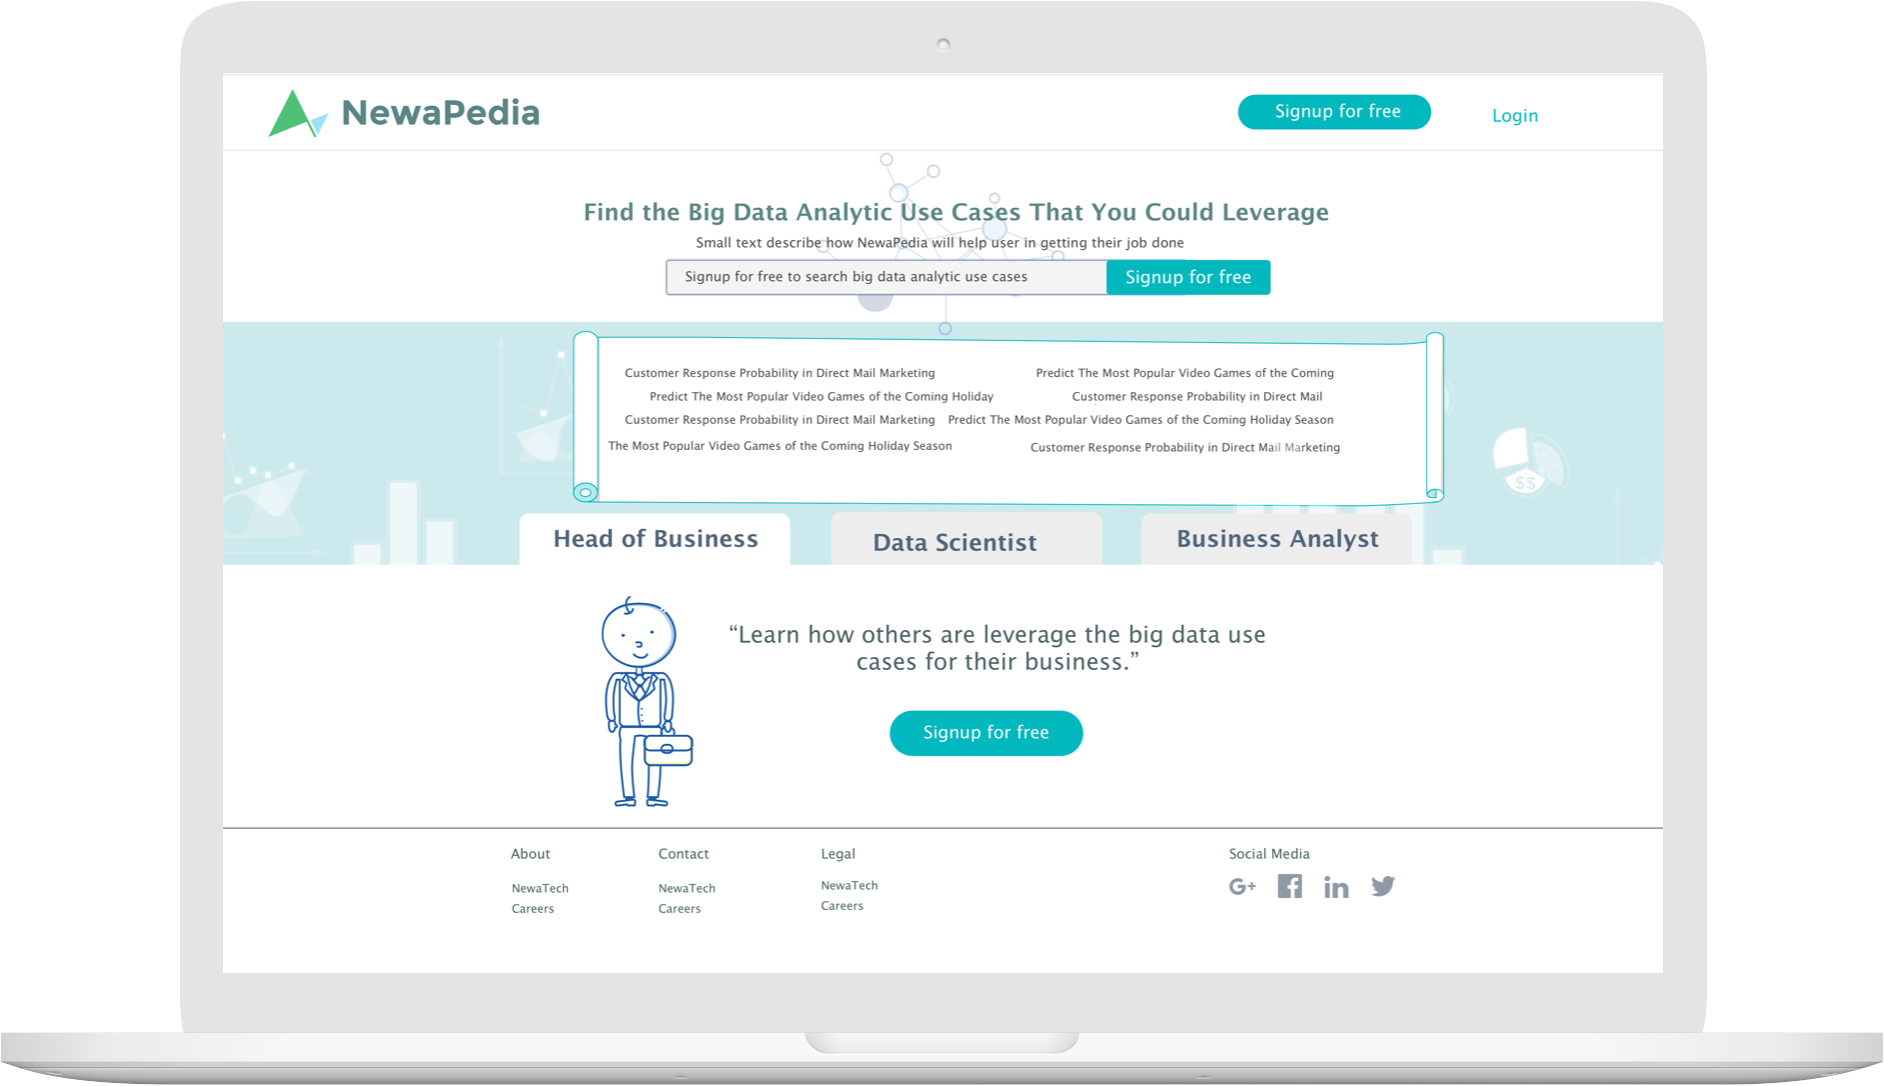 NewaPedia
Signup for free
Login
Find the Big Data Analytic Use Cases That You Could Leverage
Small text describe how NewaPedia will help user in getting their job done
Signup for free to search big data analytic use cases
Signup for free
Customer Response Probability in Direct Mail Marketing
Predict The Most Popular Video Games of the Coming
Predict The Most Popular Video Games of the Coming Holiday
Customer Response Probability in Direct Mail
Customer Response Probability in Direct Mail Marketing
Predict The Most Popular Video Games of the Coming Holiday Season
The Most Popular Video Games of the Coming Holiday Season
Customer Response Probability in Direct Mail Marketing
$$
Head of Business
Data Scientist
Business Analyst
“Learn how others are leverage the big data use
cases for their business.”
Signup for free
About
Contact
Legal
Social Media
NewaTech
NewaTech
NewaTech
Careers
Careers
Careers
G+
f
in